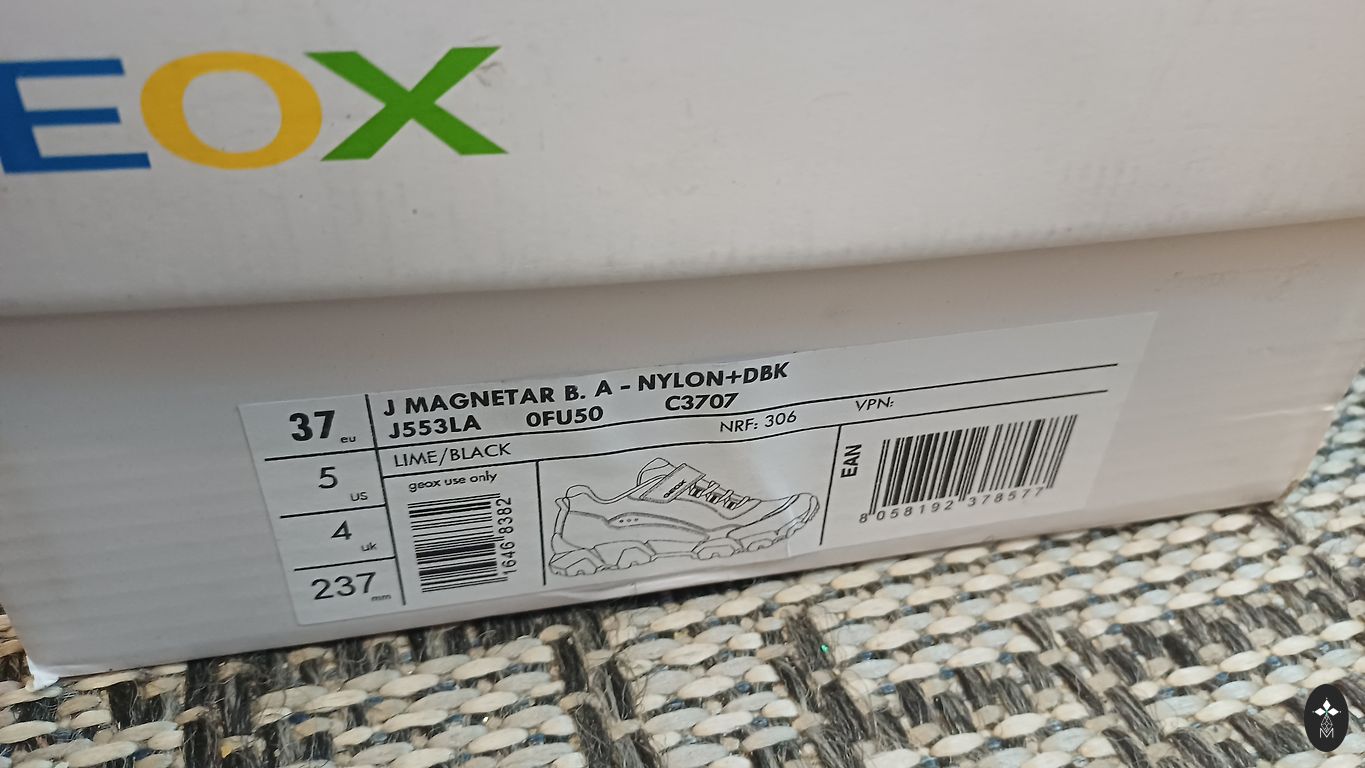 EOX
37 eu
5 US
4 uk
237 mm
J MAGNETAR B. A - NYLON+DBK
J553LA 0FU50 C3707
LIME/BLACK NRF: 306 VPN:
geox use only
1646 8382
EAN
8 058192 378577
M